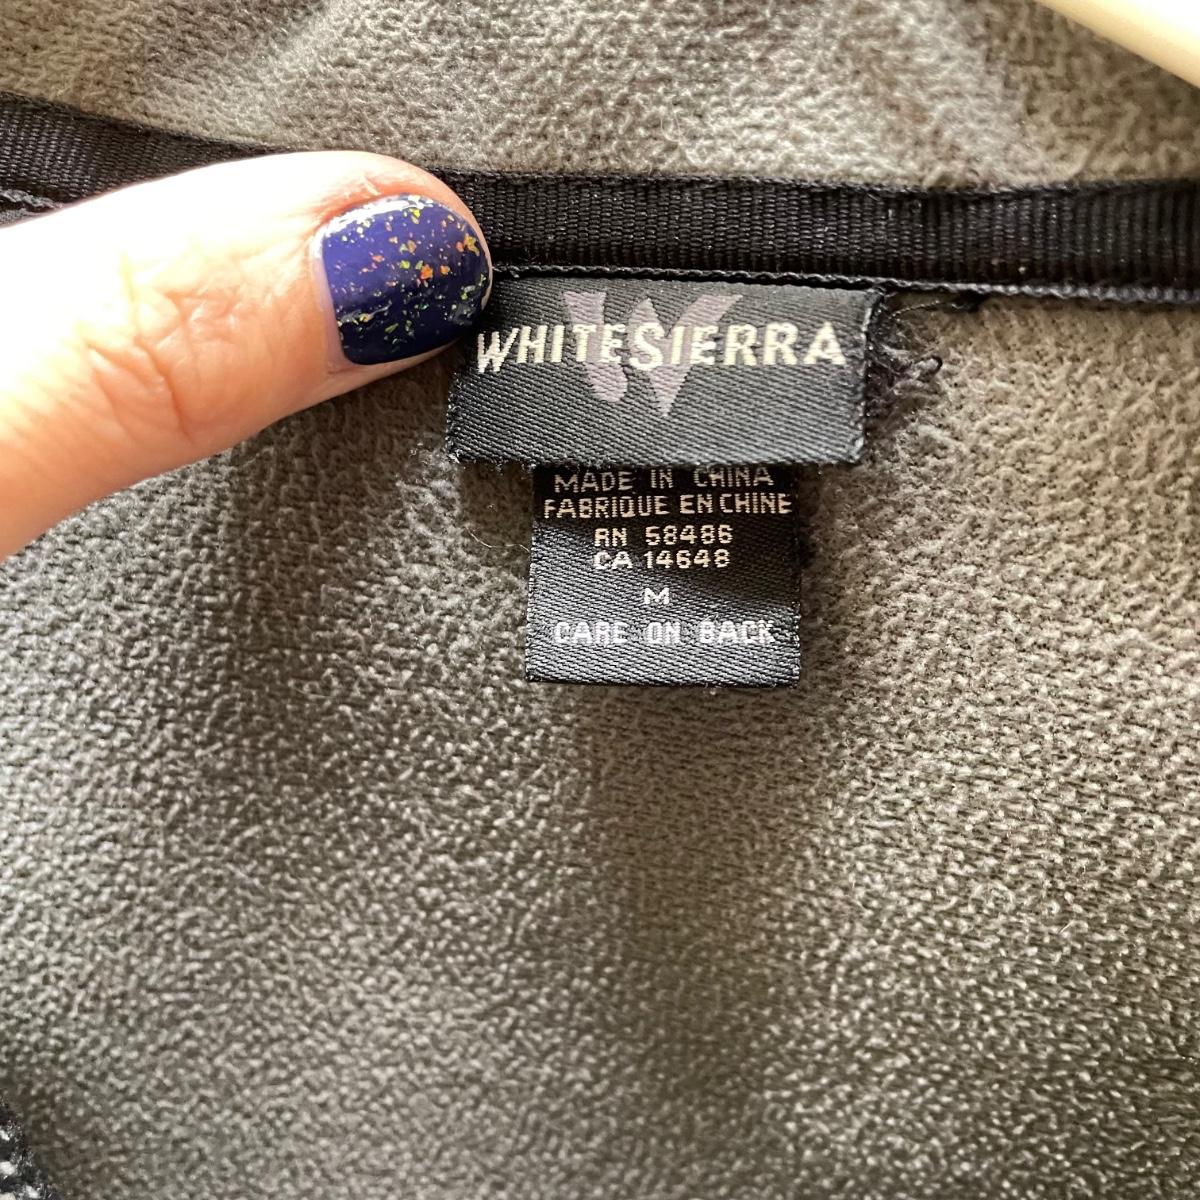 W
WHITESIERRA
MADE IN CHINA
FABRIQUE EN CHINE
RN 58486
CA 14648
M
CARE ON BACK